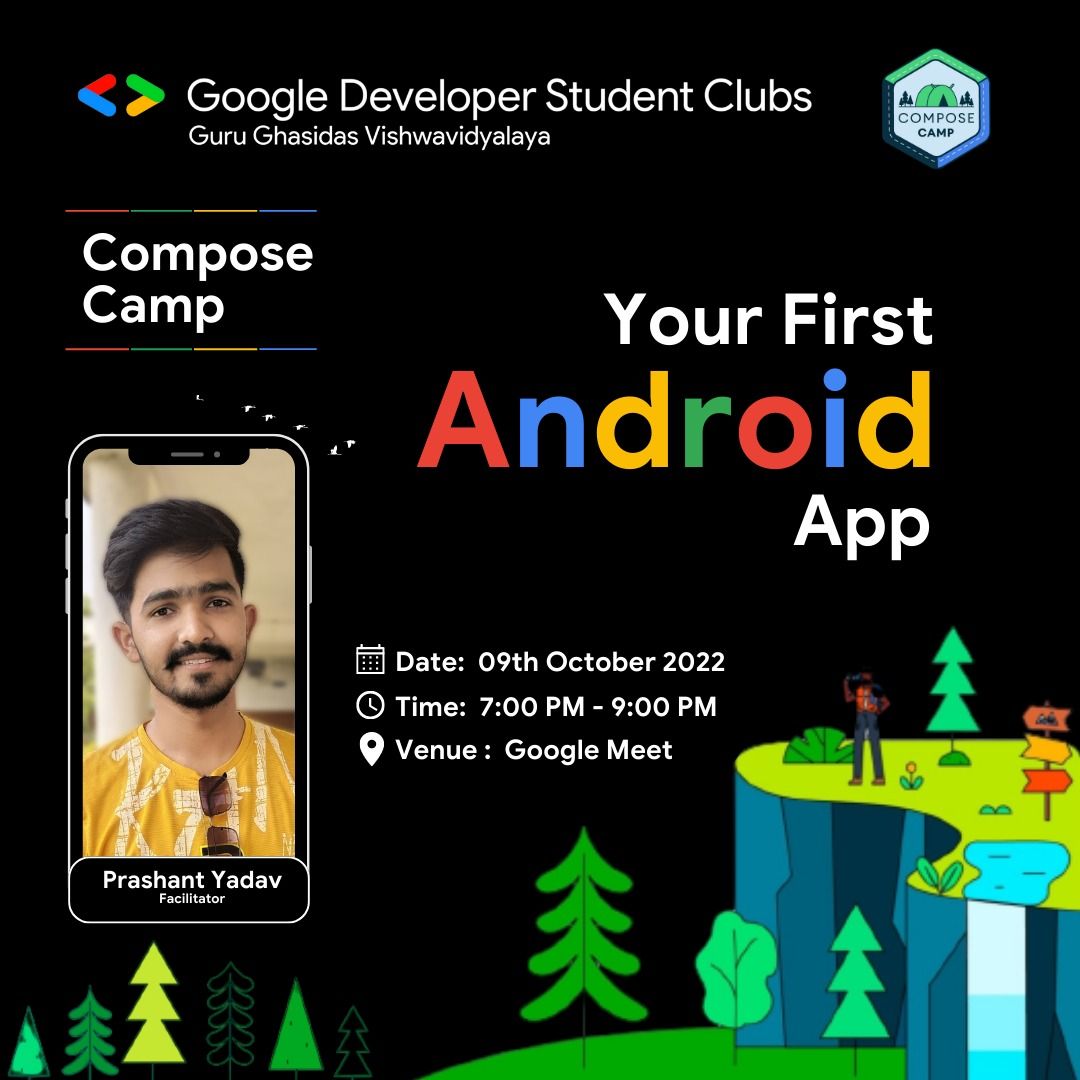 Google Developer Student Clubs
Guru Ghasidas Vishwavidyalaya
COMPOSE
CAMP
Compose
Camp
Your First
Android
App
Date: 09th October 2022
Time: 7:00 PM - 9:00 PM
Venue : Google Meet
Prashant Yadav
Facilitator